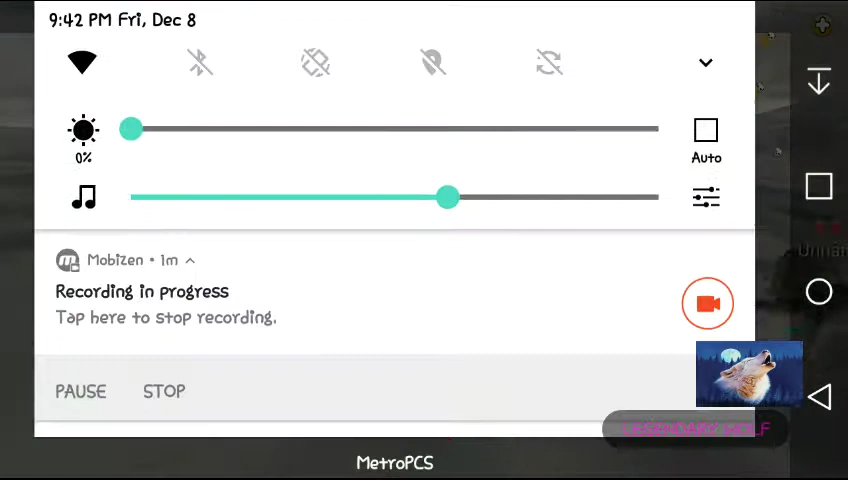 9:42 PM Fri, Dec 8
0%
Auto
Mobizen • 1m
Recording in progress
Tap here to stop recording.
PAUSE STOP
LEGENDARY WOLF
MetroPCS